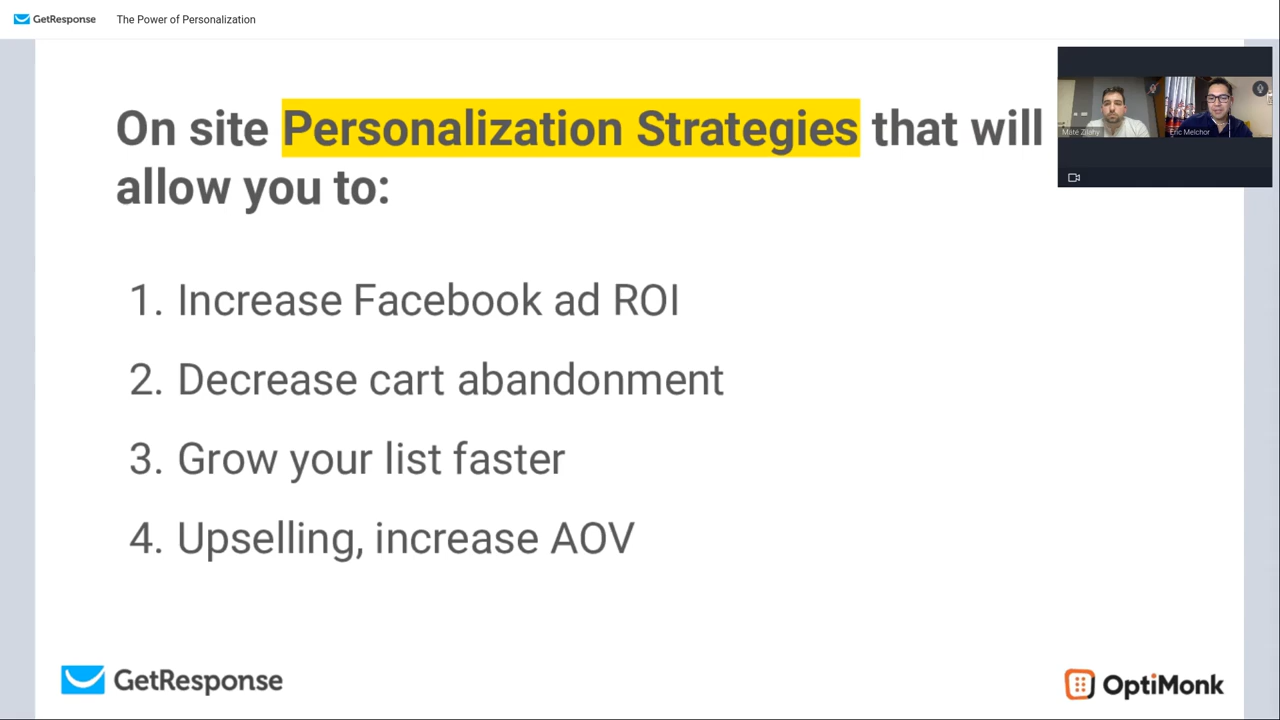 GetResponse The Power of Personalization
On site Personalization Strategies that will
allow you to:
Maté Zilahy Eric Melchor
1. Increase Facebook ad ROI
2. Decrease cart abandonment
3. Grow your list faster
4. Upselling, increase AOV
GetResponse OptiMonk